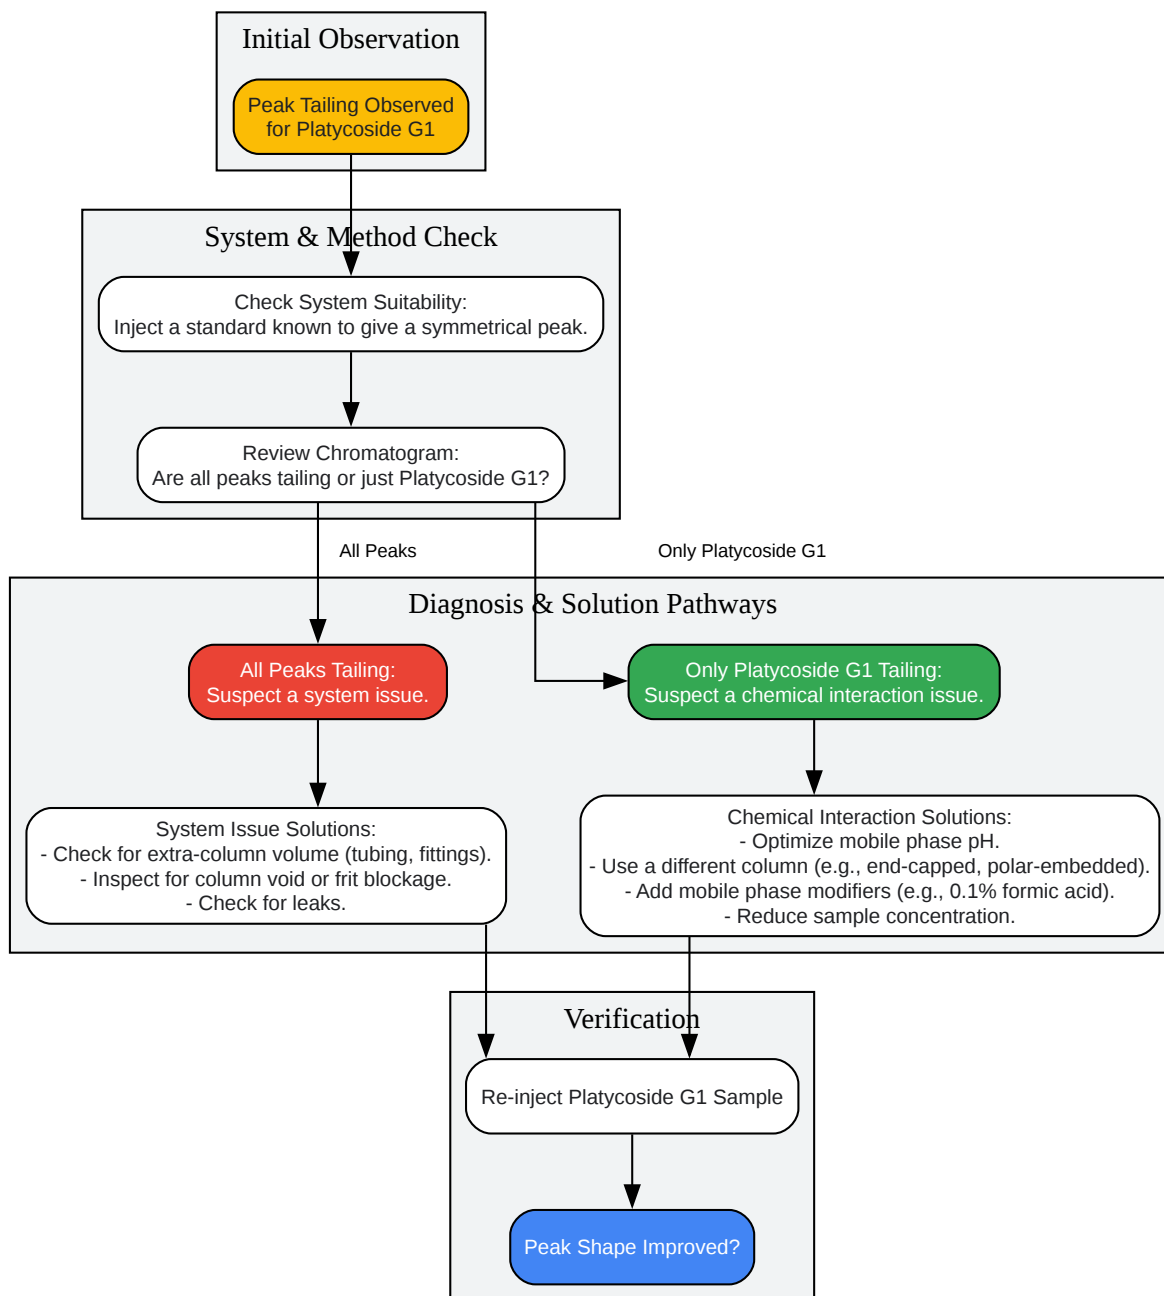 Initial Observation
Peak Tailing Observed
for Platycoside G1
System & Method Check
Check System Suitability:
Inject a standard known to give a symmetrical peak.
Review Chromatogram:
Are all peaks tailing or just Platycoside G1?
All Peaks
Only Platycoside G1
Diagnosis & Solution Pathways
All Peaks Tailing:
Suspect a system issue.
Only Platycoside G1 Tailing:
Suspect a chemical interaction issue.
System Issue Solutions:
- Check for extra-column volume (tubing, fittings).
- Inspect for column void or frit blockage.
- Check for leaks.
Chemical Interaction Solutions:
- Optimize mobile phase pH.
- Use a different column (e.g., end-capped, polar-embedded).
- Add mobile phase modifiers (e.g., 0.1% formic acid).
- Reduce sample concentration.
Verification
Re-inject Platycoside G1 Sample
Peak Shape Improved?